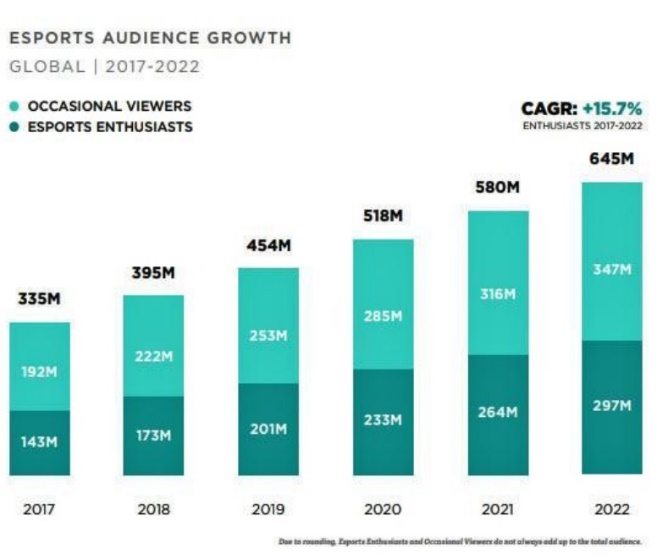 ESPORTS AUDIENCE GROWTH
GLOBAL | 2017-2022
OCCASIONAL VIEWERS
ESPORTS ENTHUSIASTS
CAGR: +15.7%
ENTHUSIASTS 2017-2022
335M
395M
454M
518M
580M
645M
192M
222M
253M
285M
316M
347M
143M
173M
201M
233M
264M
297M
2017
2018
2019
2020
2021
2022
Due to rounding, Esports Enthusiasts and Occasional Viewers do not always add up to the total audience.